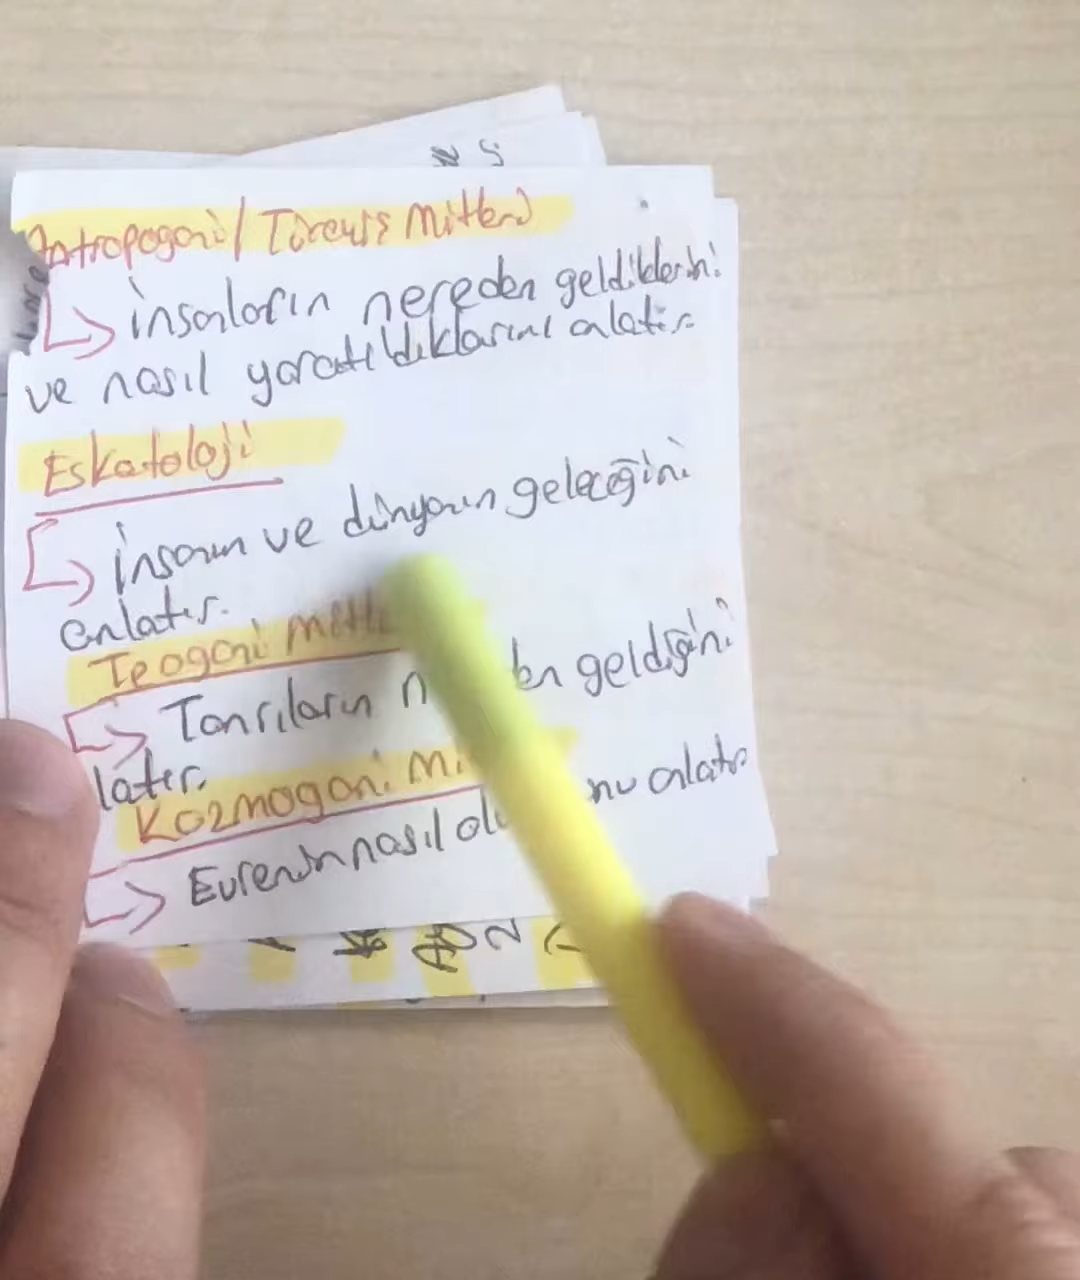 Antropogoni / Türeyiş Mitleri
İnsanların nereden geldiklerini
ve nasıl yaratıldıklarını anlatır.
Eskatoloji
İnsanın ve dünyanın geleceğini
anlatır.
Teogoni
Tanrıların geldiğini
latır.
Kozmogoni
Evrenin nasıl anlatır